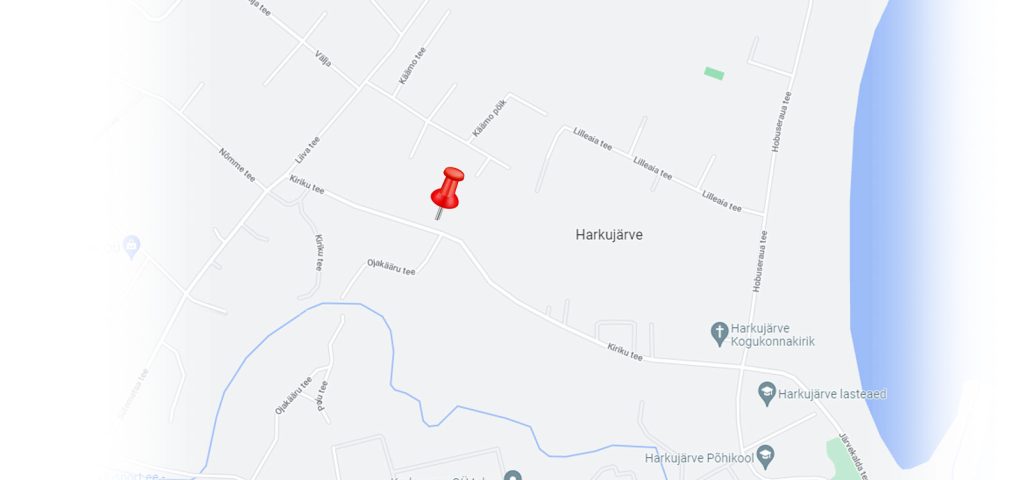 Välja
Käämo tee
Käämo põik
Liiva tee
Nõmme tee
Kiriku tee
Kiriku tee
Ojakääru tee
Lilleaia tee
Lilleaia tee
Lilleaia tee
Hobuseraua tee
Hobuseraua tee
Harkujärve
Harkujärve
Kogukonnakirik
Kiriku tee
Harkujärve lasteaed
Ojakääru tee
Paju tee
Järvekalda tee
Harkujärve Põhikool